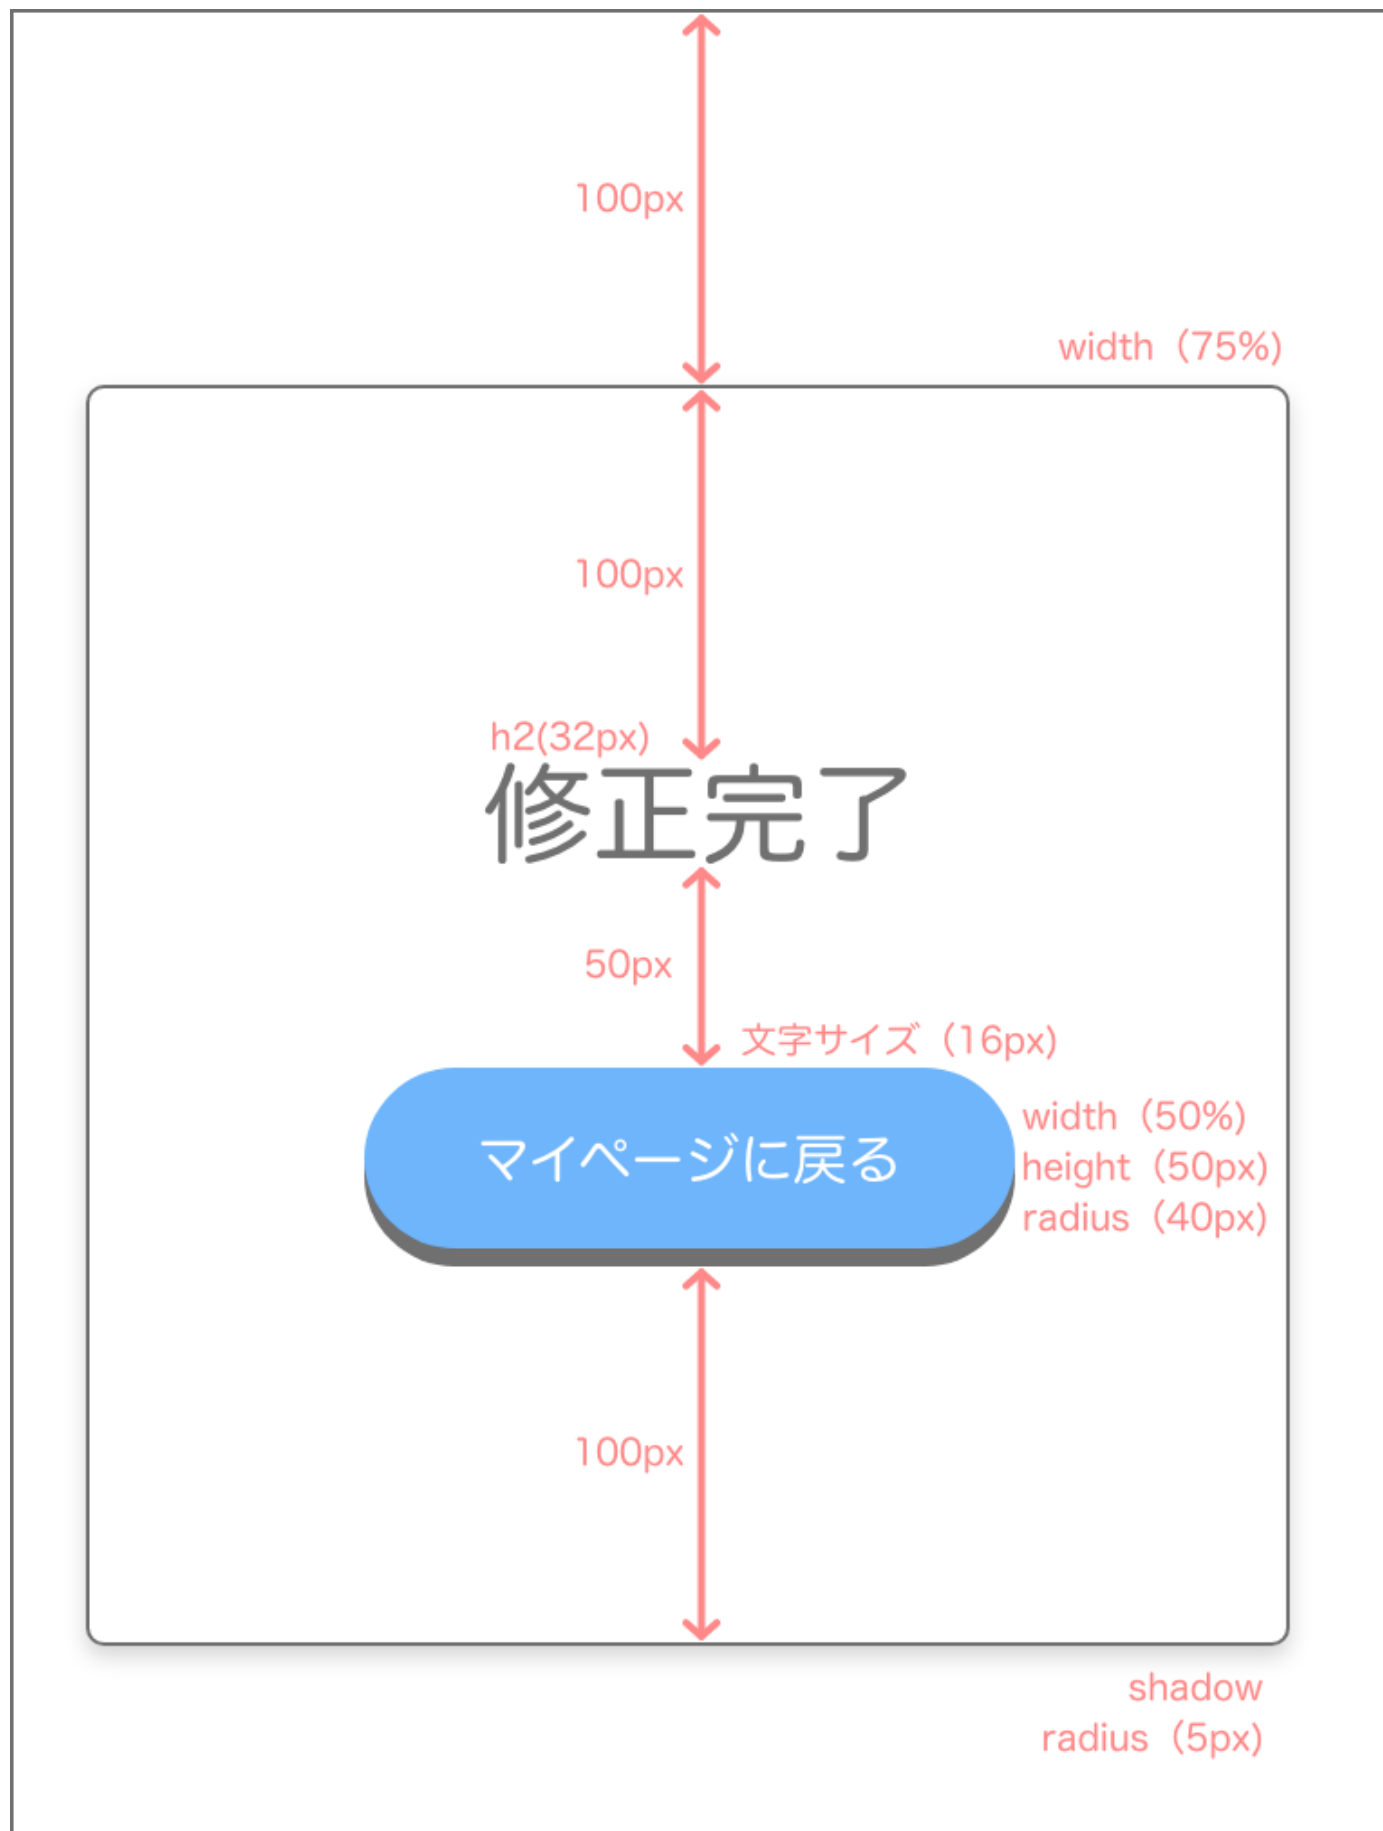 100px
width（75%)
100px
h2(32px)
修正完了
50px
文字サイズ（16px)
マイページに戻る
width（50%)
height（50px)
radius（40px)
100px
shadow
radius（5px)